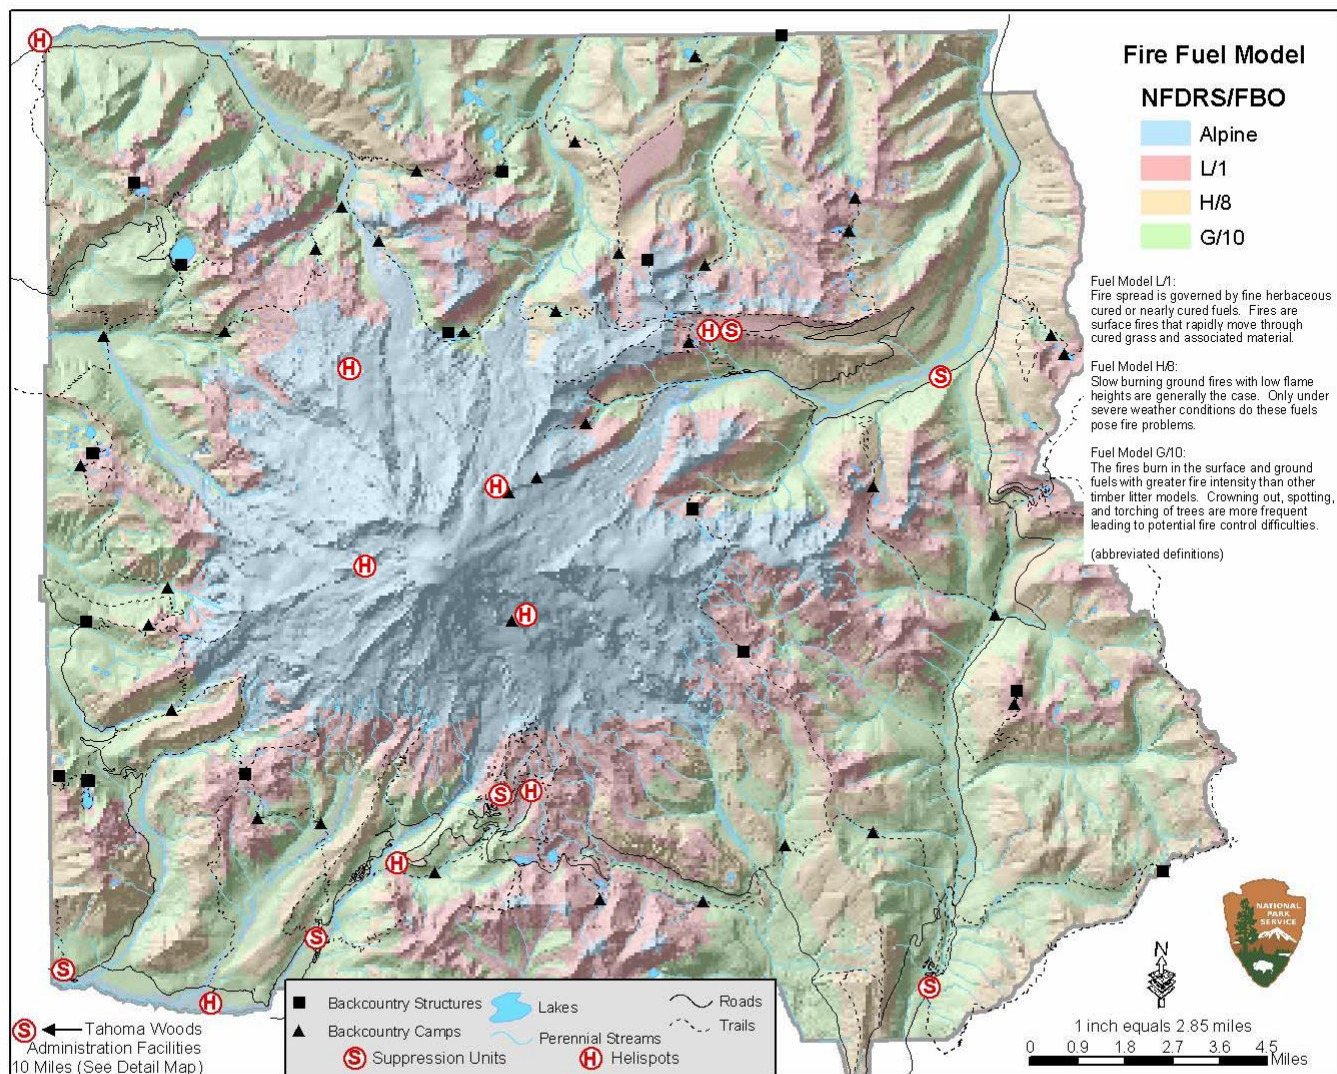 Fire Fuel Model
NFDRS/FBO
Alpine
L/1
H/8
G/10
Fuel Model L/1:
Fire spread is governed by fine herbaceous
cured or nearly cured fuels. Fires are
surface fires that rapidly move through
cured grass and associated material.
Fuel Model H/8:
Slow burning ground fires with low flame
heights are generally the case. Only under
severe weather conditions do these fuels
pose fire problems.
Fuel Model G/10:
The fires burn in the surface and ground
fuels with greater fire intensity than other
timber litter models. Crowning out, spotting,
and torching of trees are more frequent
leading to potential fire control difficulties.
(abbreviated definitions)
H
H S
H
S
H
H
H
S H
H
S
S
H
S
NATIONAL
PARK
SERVICE
N
1 inch equals 2.85 miles
0 0.9 1.8 2.7 3.6 4.5
Miles
S Tahoma Woods
Administration Facilities
10 Miles (See Detail Map)
Backcountry Structures
Lakes
Roads
Backcountry Camps
Perennial Streams
Trails
S Suppression Units
H Helispots